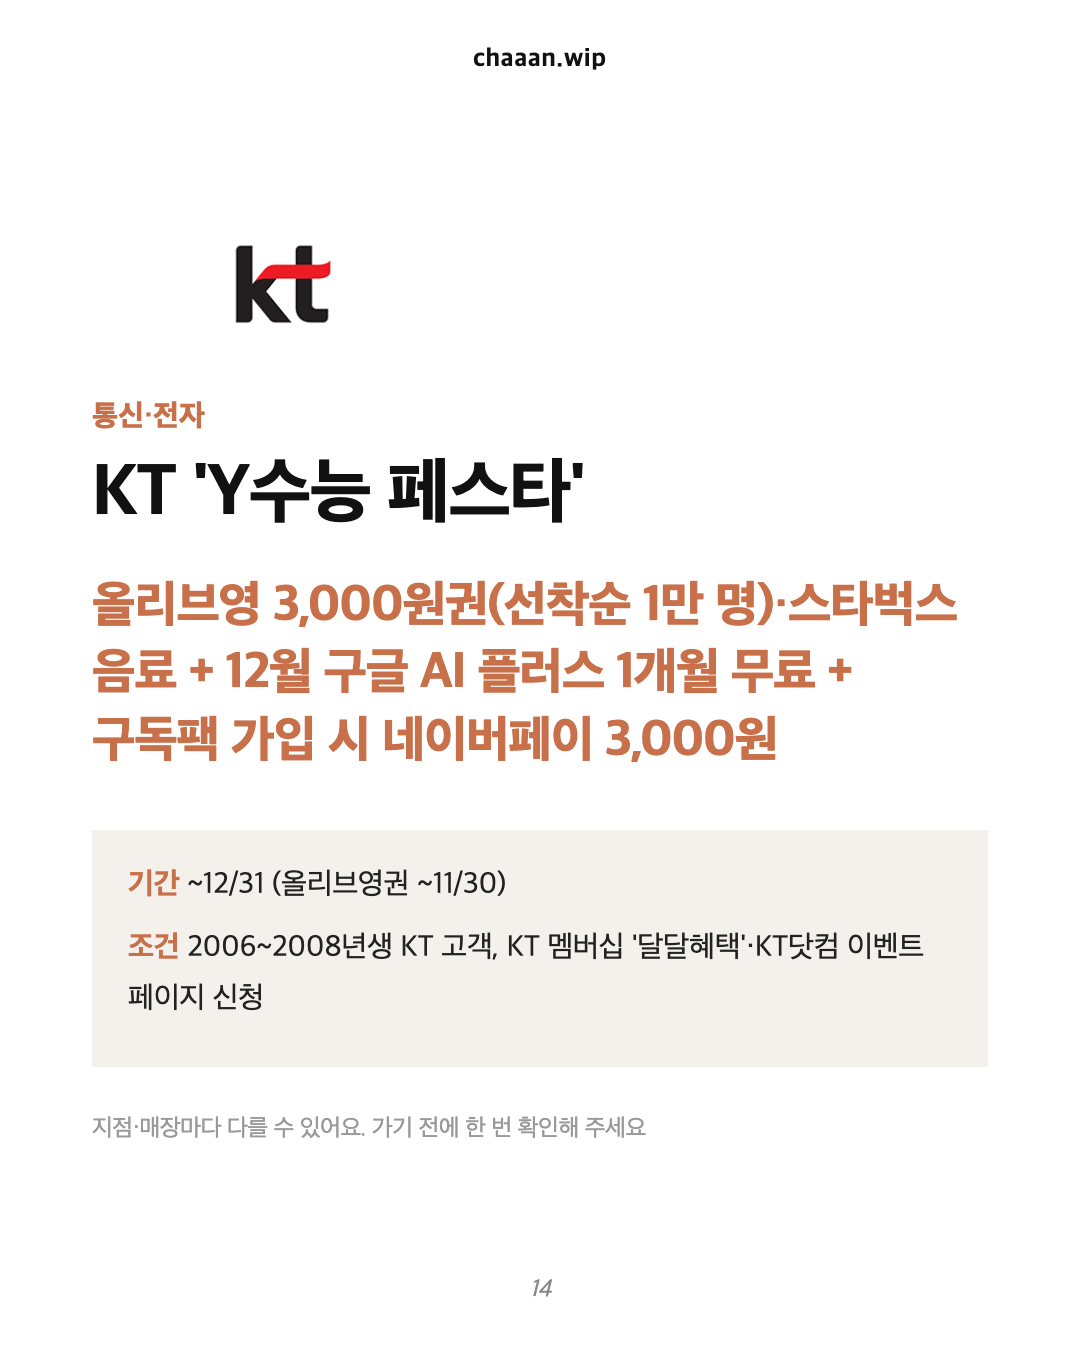 chaaan.wip
kt
통신·전자
KT 'Y수능 페스타'
올리브영 3,000원권(선착순 1만 명)·스타벅스
음료 + 12월 구글 AI 플러스 1개월 무료 +
구독팩 가입 시 네이버페이 3,000원
기간 ~12/31 (올리브영권 ~11/30)
조건 2006~2008년생 KT 고객, KT 멤버십 '달달혜택'·KT닷컴 이벤트
페이지 신청
지점·매장마다 다를 수 있어요. 가기 전에 한 번 확인해 주세요
14